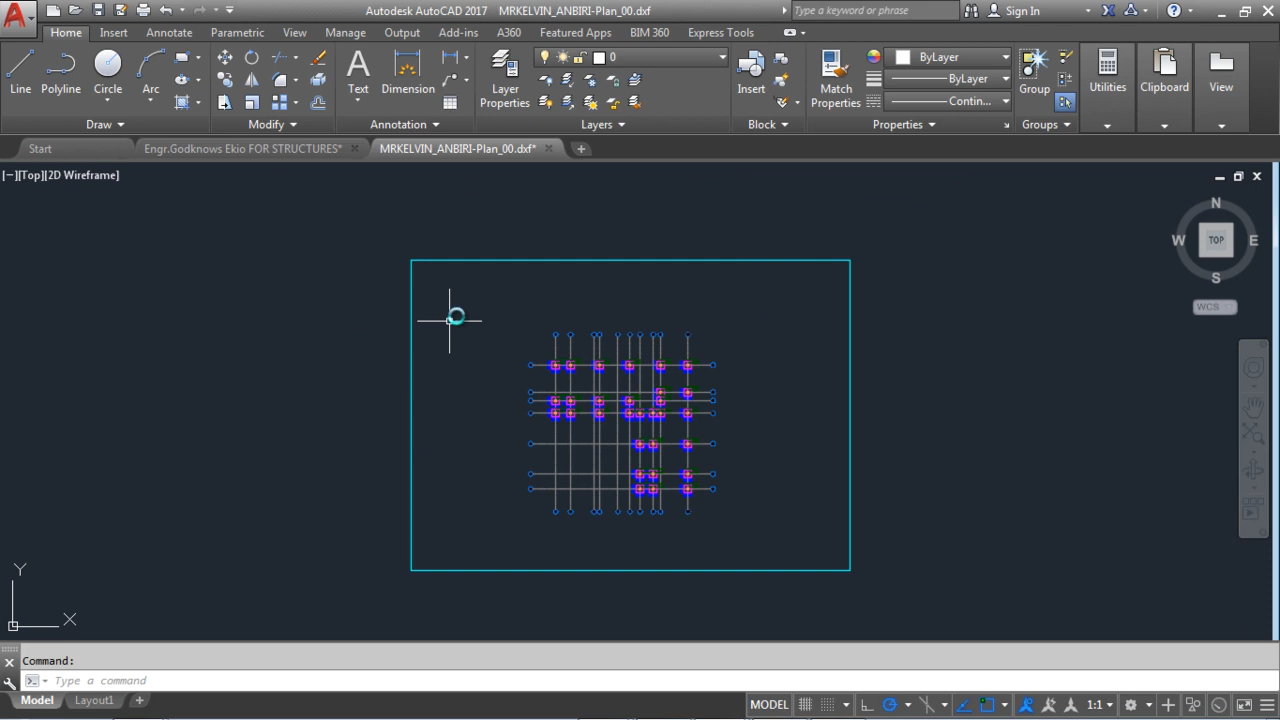 Autodesk AutoCAD 2017 MRKELVIN_ANBIRI-Plan_00.dxf
Type a keyword or phrase
Sign In
Home Insert Annotate Parametric View Manage Output Add-ins A360 Featured Apps BIM 360 Express Tools
Line Polyline Circle Arc
Text Dimension
Layer Properties
0
Insert
Match Properties
ByLayer
ByLayer
Contin...
Group
Utilities Clipboard View
Draw Modify Annotation Layers Block Properties Groups
Start Engr.Godknows Ekio FOR STRUCTURES* MRKELVIN_ANBIRI-Plan_00.dxf*
[−][Top][2D Wireframe]
N
W TOP E
S
WCS
Y
X
Command:
Type a command
Model Layout1
MODEL 1:1